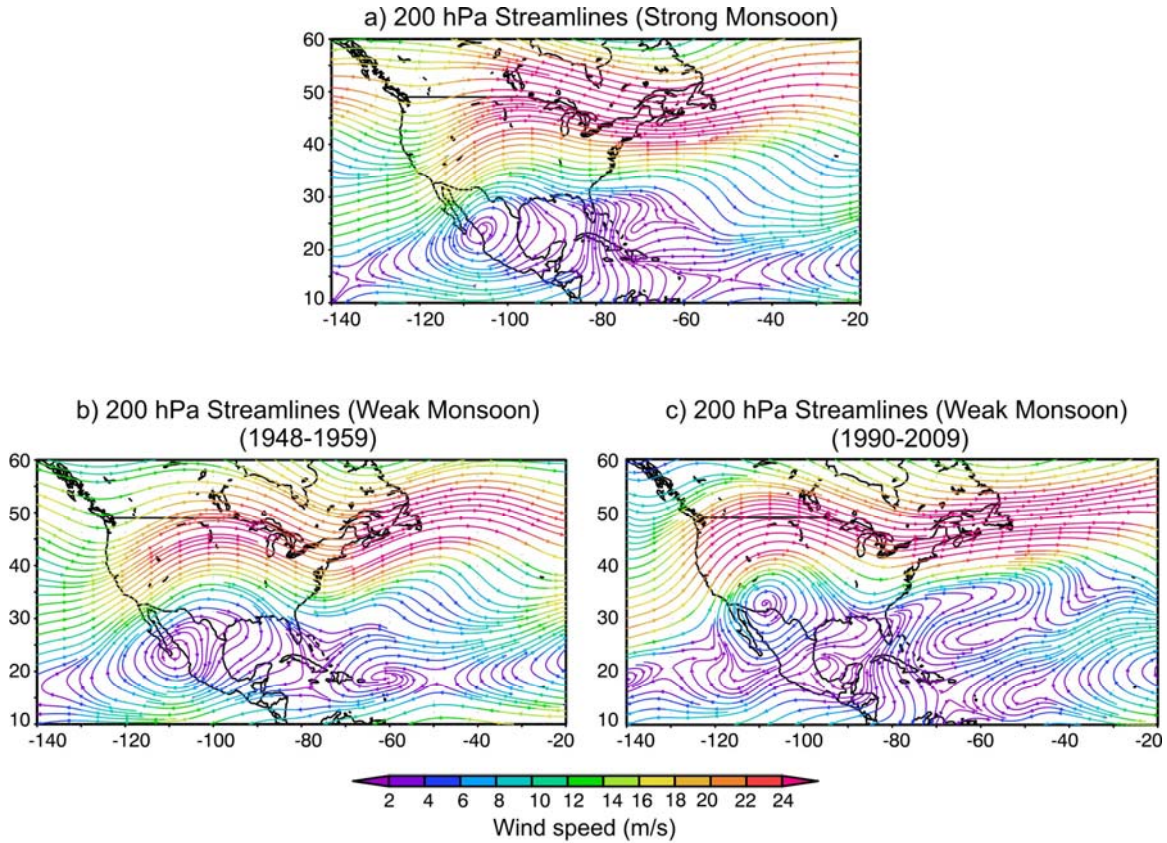 a) 200 hPa Streamlines (Strong Monsoon)
60
50
40
30
20
10
-140 -120 -100 -80 -60 -40 -20
b) 200 hPa Streamlines (Weak Monsoon)
(1948-1959)
60
50
40
30
20
10
-140 -120 -100 -80 -60 -40 -20
c) 200 hPa Streamlines (Weak Monsoon)
(1990-2009)
60
50
40
30
20
10
-140 -120 -100 -80 -60 -40 -20
2 4 6 8 10 12 14 16 18 20 22 24
Wind speed (m/s)